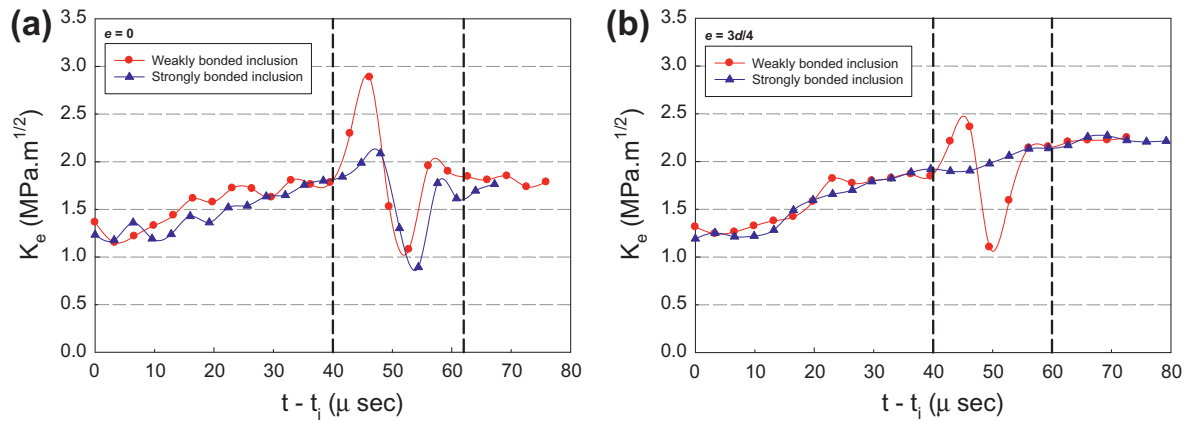 (a)
e = 0
Weakly bonded inclusion
Strongly bonded inclusion
K_e (MPa.m^{1/2})
3.5
3.0
2.5
2.0
1.5
1.0
0.5
0.0
0 10 20 30 40 50 60 70 80
t - t_i (μ sec)
(b)
e = 3d/4
Weakly bonded inclusion
Strongly bonded inclusion
K_e (MPa.m^{1/2})
3.5
3.0
2.5
2.0
1.5
1.0
0.5
0.0
0 10 20 30 40 50 60 70 80
t - t_i (μ sec)